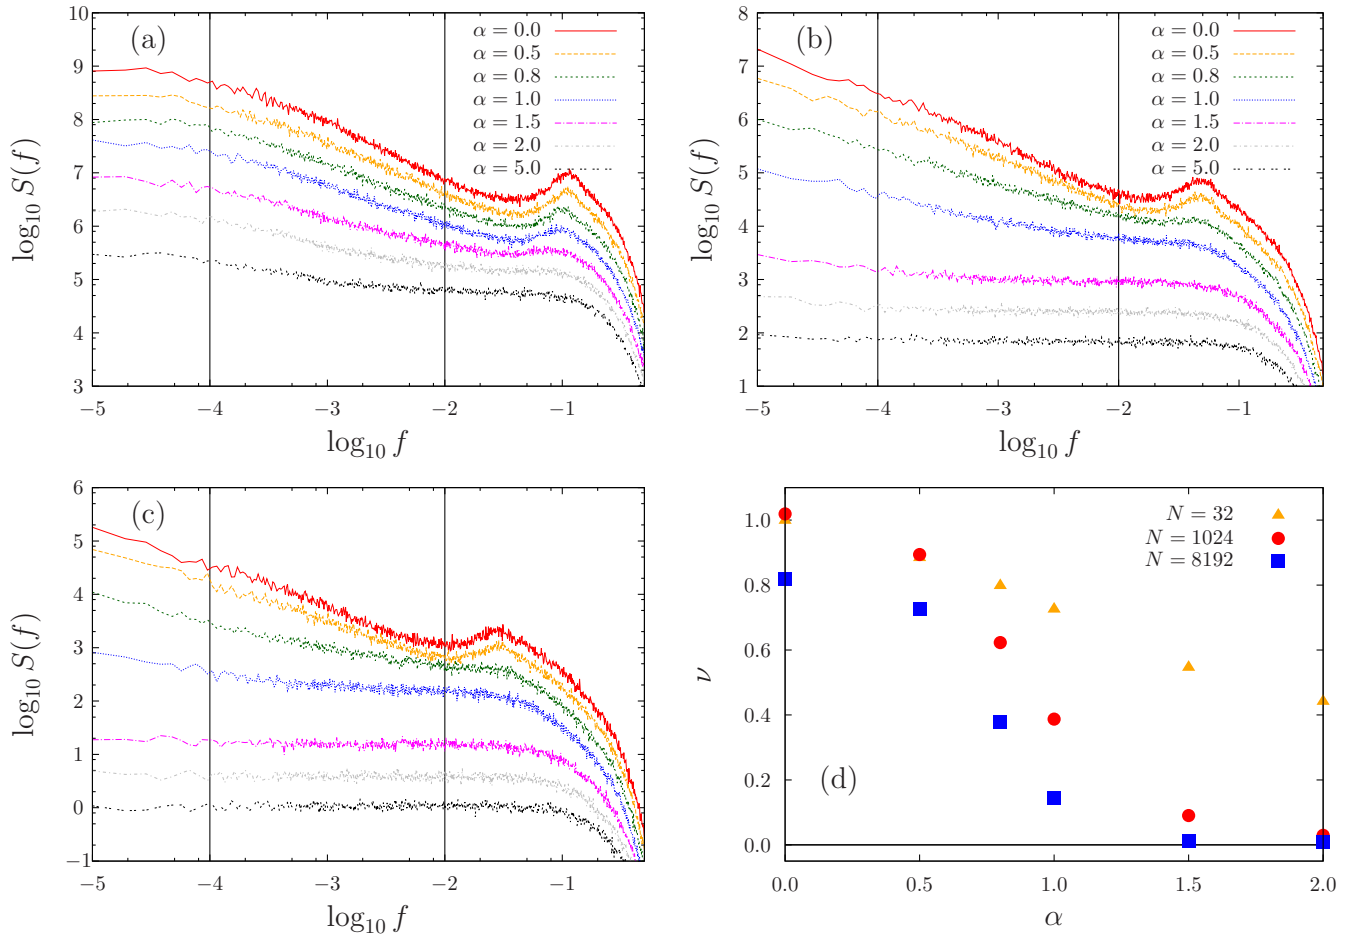 (a)
α = 0.0
α = 0.5
α = 0.8
α = 1.0
α = 1.5
α = 2.0
α = 5.0
10
9
8
7
6
5
4
3
log₁₀ S(f)
−5 −4 −3 −2 −1
log₁₀ f
(b)
α = 0.0
α = 0.5
α = 0.8
α = 1.0
α = 1.5
α = 2.0
α = 5.0
8
7
6
5
4
3
2
1
log₁₀ S(f)
−5 −4 −3 −2 −1
log₁₀ f
(c)
6
5
4
3
2
1
0
−1
log₁₀ S(f)
−5 −4 −3 −2 −1
log₁₀ f
N = 32
N = 1024
N = 8192
1.0
0.8
0.6
0.4
0.2
0.0
ν
(d)
0.0 0.5 1.0 1.5 2.0
α